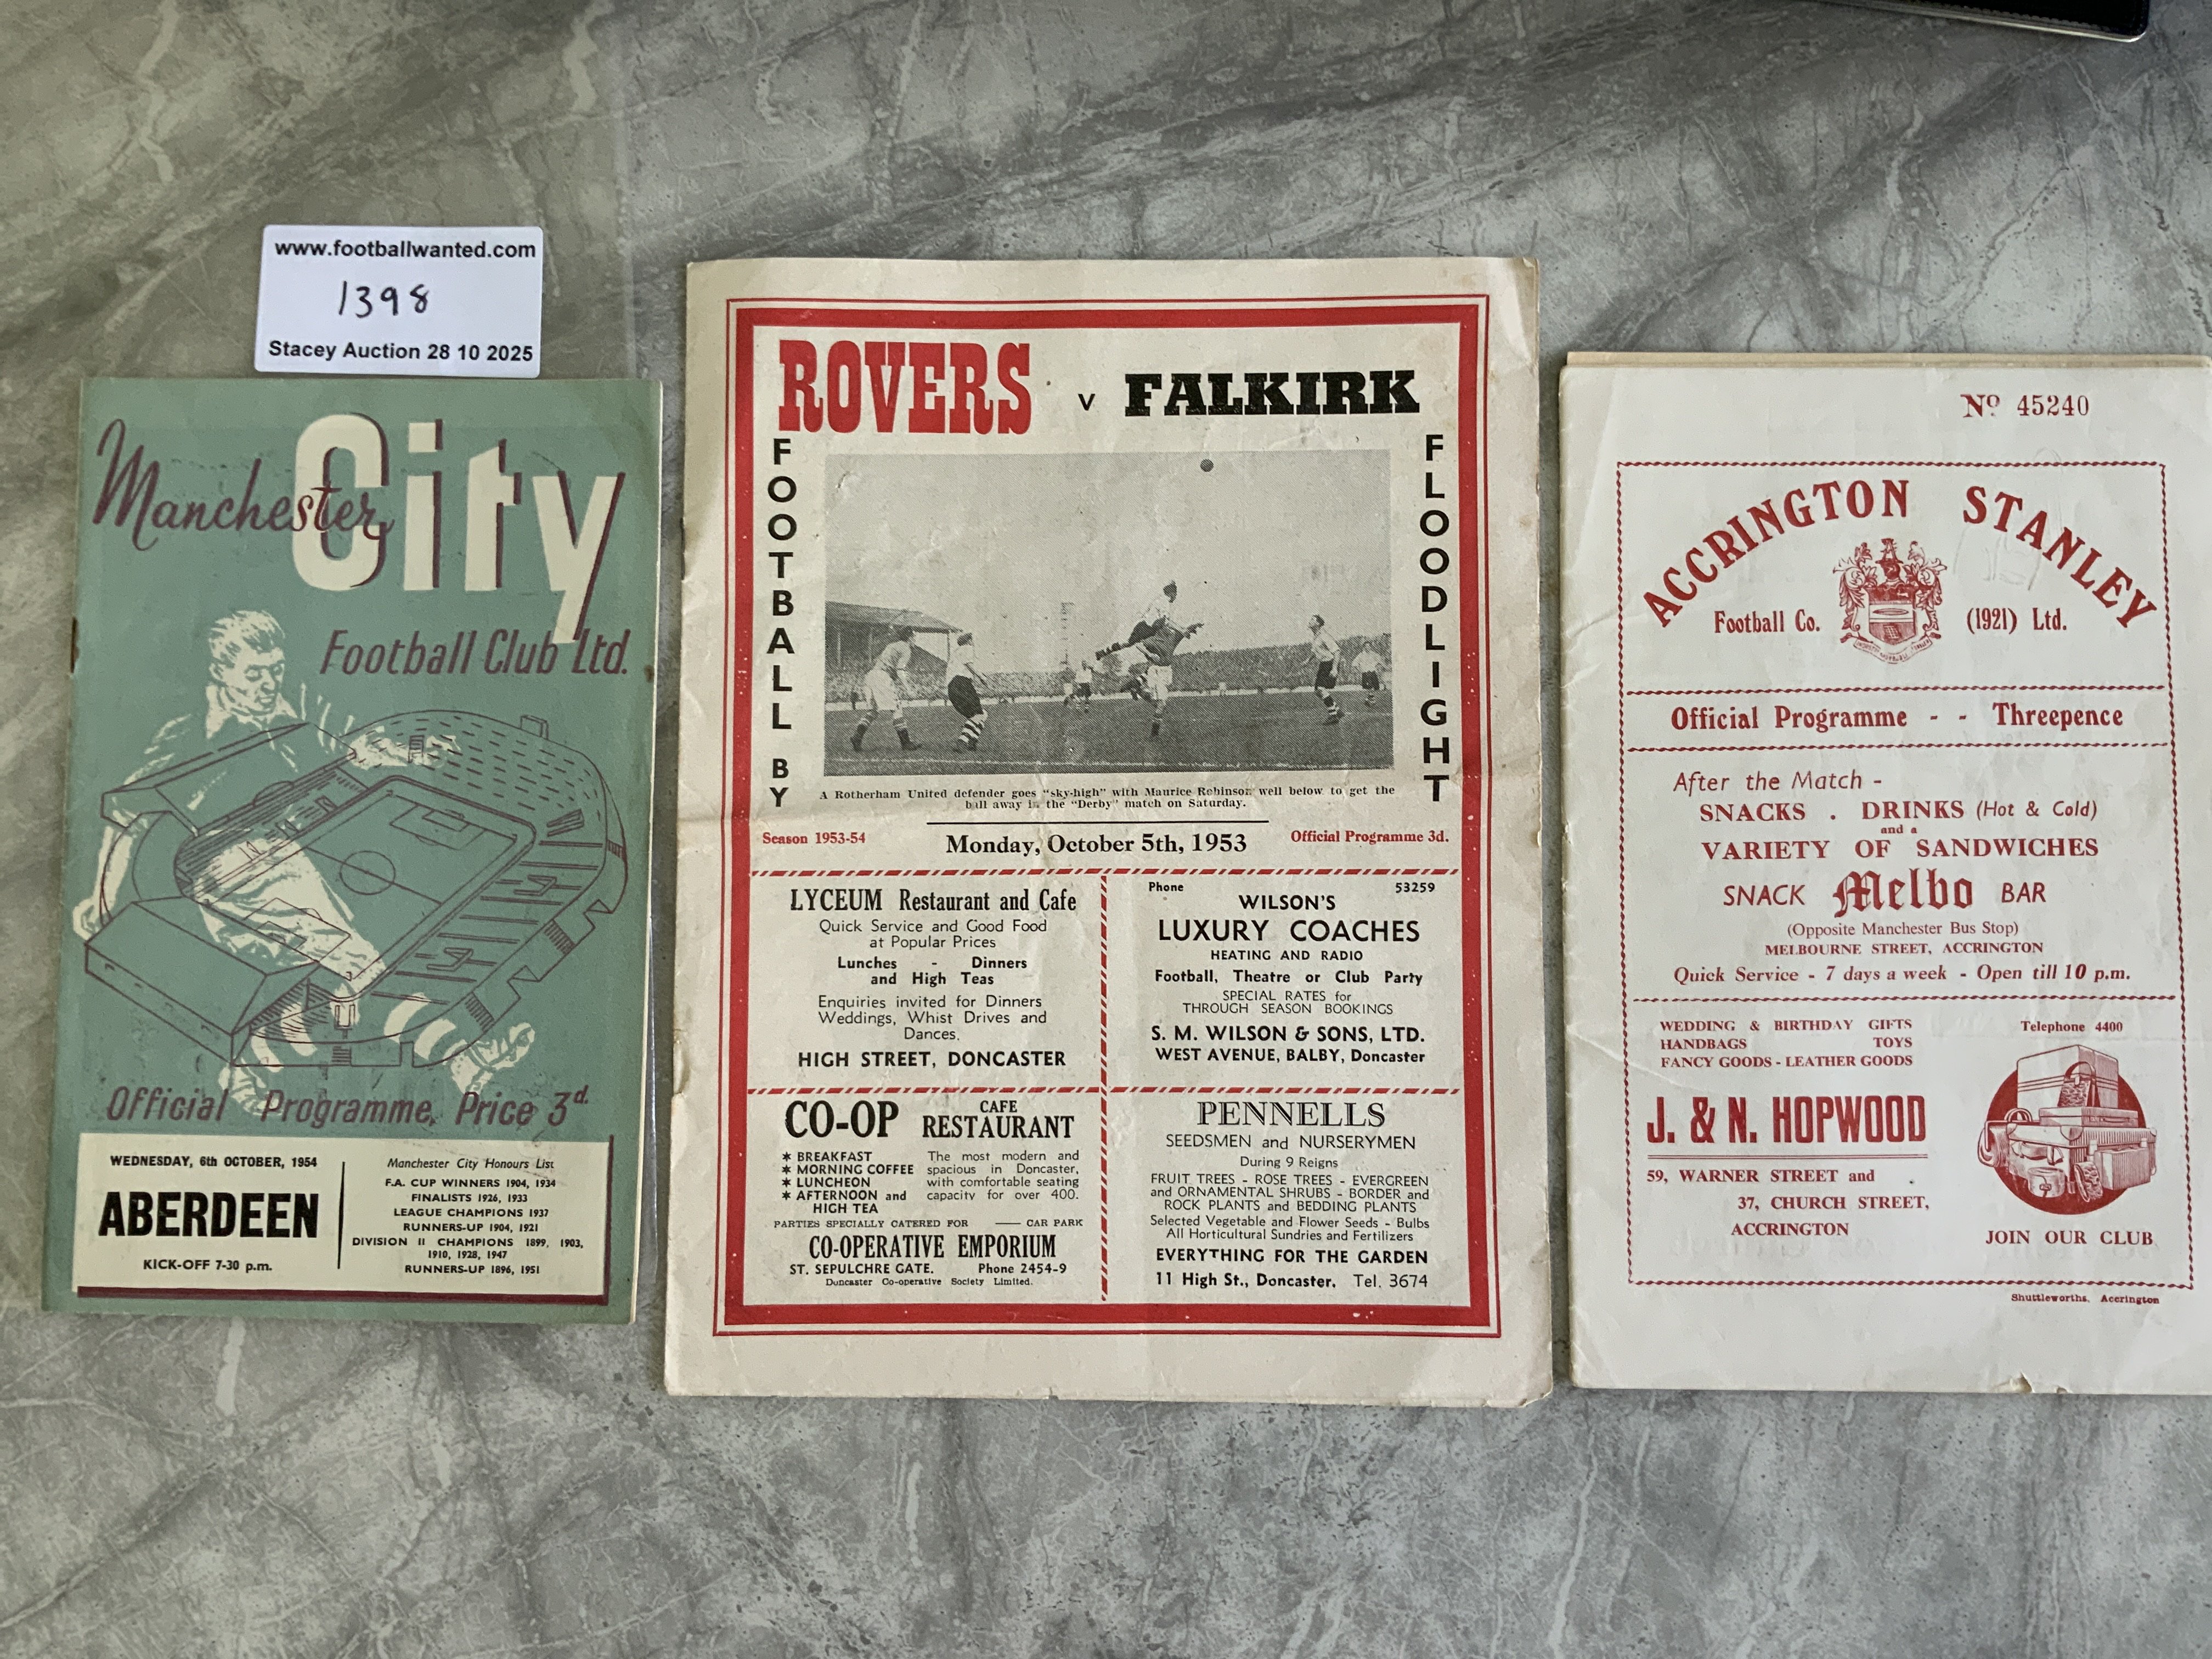 www.footballwanted.com
1398
Stacey Auction 28 10 2025
Manchester City
Football Club Ltd.
Official Programme, Price 3d.
WEDNESDAY, 6th OCTOBER, 1954
ABERDEEN
KICK-OFF 7-30 p.m.
Manchester City Honours List
F.A. CUP WINNERS 1904, 1934
FINALISTS 1926, 1933
LEAGUE CHAMPIONS 1937
RUNNERS-UP 1904, 1921
DIVISION II CHAMPIONS 1899, 1903,
1910, 1928, 1947
RUNNERS-UP 1896, 1951
ROVERS v FALKIRK
FOOTBALL BY
FLOODLIGHT
A Rotherham United defender goes "sky-high" with Maurice Robinson well below to get the
ball away in the "Derby" match on Saturday.
Season 1953-54
Monday, October 5th, 1953
Official Programme 3d.
LYCEUM Restaurant and Cafe
Quick Service and Good Food
at Popular Prices
Lunches - Dinners
and High Teas
Enquiries invited for Dinners
Weddings, Whist Drives and
Dances.
HIGH STREET, DONCASTER
Phone 53259
WILSON'S
LUXURY COACHES
HEATING AND RADIO
Football, Theatre or Club Party
SPECIAL RATES for
THROUGH SEASON BOOKINGS
S. M. WILSON & SONS, LTD.
WEST AVENUE, BALBY, Doncaster
CO-OP CAFE
RESTAURANT
* BREAKFAST
* MORNING COFFEE
* LUNCHEON
* AFTERNOON and
HIGH TEA
The most modern and
spacious in Doncaster,
with comfortable seating
capacity for over 400.
PARTIES SPECIALLY CATERED FOR —— CAR PARK
CO-OPERATIVE EMPORIUM
ST. SEPULCHRE GATE. Phone 2454-9
Doncaster Co-operative Society Limited.
PENNELLS
SEEDSMEN and NURSERYMEN
During 9 Reigns
FRUIT TREES - ROSE TREES - EVERGREEN
and ORNAMENTAL SHRUBS - BORDER and
ROCK PLANTS and BEDDING PLANTS
Selected Vegetable and Flower Seeds - Bulbs
All Horticultural Sundries and Fertilizers
EVERYTHING FOR THE GARDEN
11 High St., Doncaster. Tel. 3674
Nº 45240
ACCRINGTON STANLEY
Football Co. (1921) Ltd.
Official Programme - - Threepence
After the Match -
SNACKS . DRINKS (Hot & Cold)
and a
VARIETY OF SANDWICHES
SNACK Melbo BAR
(Opposite Manchester Bus Stop)
MELBOURNE STREET, ACCRINGTON
Quick Service - 7 days a week - Open till 10 p.m.
WEDDING & BIRTHDAY GIFTS
HANDBAGS TOYS
FANCY GOODS - LEATHER GOODS
J. & N. HOPWOOD
59, WARNER STREET and
37, CHURCH STREET,
ACCRINGTON
Telephone 4400
JOIN OUR CLUB
Shuttleworths, Accrington